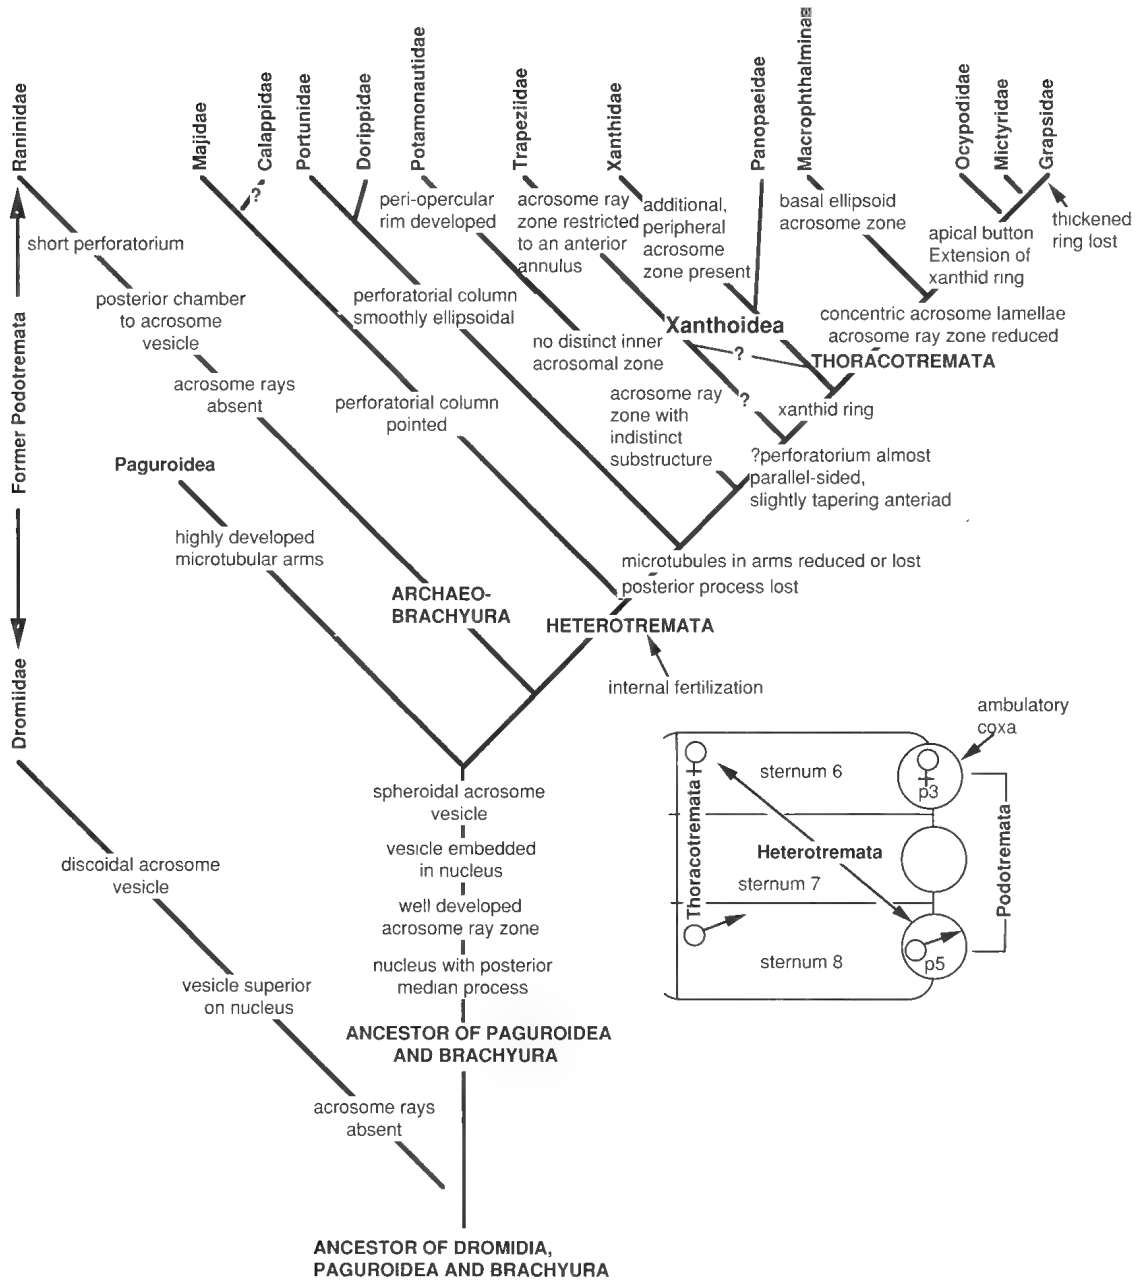 Raninidae
Majidae
Calappidae
Portunidae
Dorippidae
Potamonautidae
Trapeziidae
Xanthidae
Panopaeidae
Macrophthalminae
Ocypodidae
Mictyridae
Grapsidae
?
peri-opercular
rim developed
acrosome ray
zone restricted
to an anterior
annulus
additional,
peripheral
acrosome
zone present
basal ellipsoid
acrosome zone
apical button
Extension of
xanthid ring
thickened
ring lost
short perforatorium
posterior chamber
to acrosome
vesicle
perforatorial column
smoothly ellipsoidal
no distinct inner
acrosomal zone
Xanthoidea
?
concentric acrosome lamellae
acrosome ray zone reduced
THORACOTREMATA
acrosome rays
absent
perforatorial column
pointed
acrosome ray
zone with
indistinct
substructure
?
xanthid ring
?perforatorium almost
parallel-sided,
slightly tapering anteriad
Former Podotremata
Paguroidea
highly developed
microtubular arms
microtubules in arms reduced or lost
posterior process lost
ARCHAEO-
BRACHYURA
HETEROTREMATA
internal fertilization
Dromiidae
ambulatory
coxa
sternum 6
♀
♀
p3
Thoracotremata
Heterotremata
sternum 7
Podotremata
sternum 8
p5
spheroidal acrosome
vesicle
vesicle embedded
in nucleus
well developed
acrosome ray zone
nucleus with posterior
median process
discoidal acrosome
vesicle
vesicle superior
on nucleus
ANCESTOR OF PAGUROIDEA
AND BRACHYURA
acrosome rays
absent
ANCESTOR OF DROMIDIA,
PAGUROIDEA AND BRACHYURA